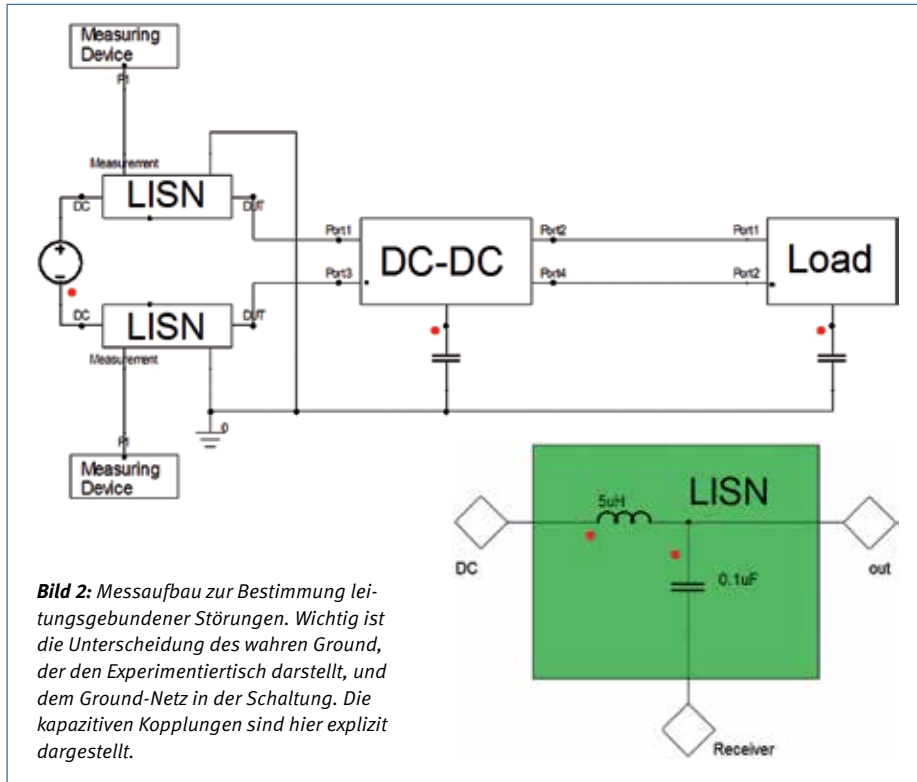 Measuring
Device
P1
Measurement
LISN
DC
DUT
+
-
DC
LISN
DUT
Measurement
P1
Measuring
Device
0
Port1
Port3
DC-DC
Port2
Port4
Port1
Port2
Load
LISN
5uH
0.1uF
DC
out
Receiver
Bild 2: Messaufbau zur Bestimmung lei-
tungsgebundener Störungen. Wichtig ist
die Unterscheidung des wahren Ground,
der den Experimentiertisch darstellt, und
dem Ground-Netz in der Schaltung. Die
kapazitiven Kopplungen sind hier explizit
dargestellt.